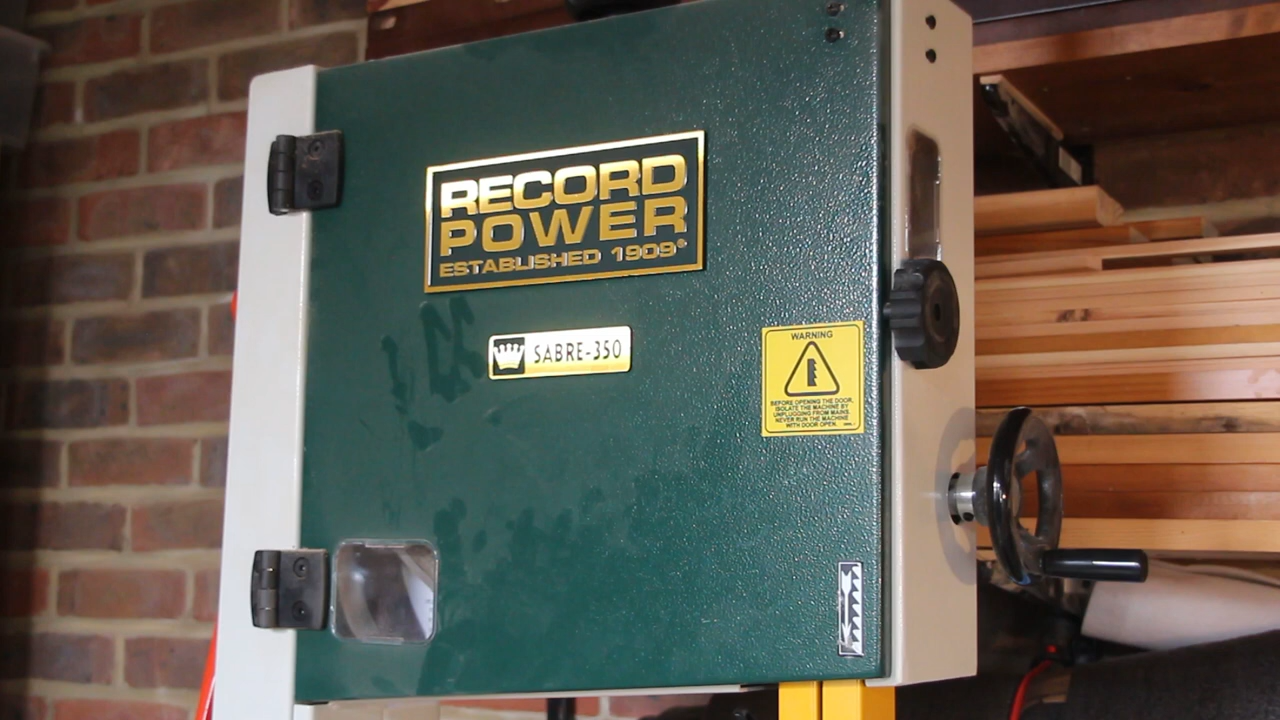 RECORD
POWER
ESTABLISHED 1909®
SABRE-350
WARNING
BEFORE OPENING THE DOOR,
ISOLATE THE MACHINE BY
UNPLUGGING FROM MAINS.
NEVER RUN THE MACHINE
WITH DOOR OPEN.